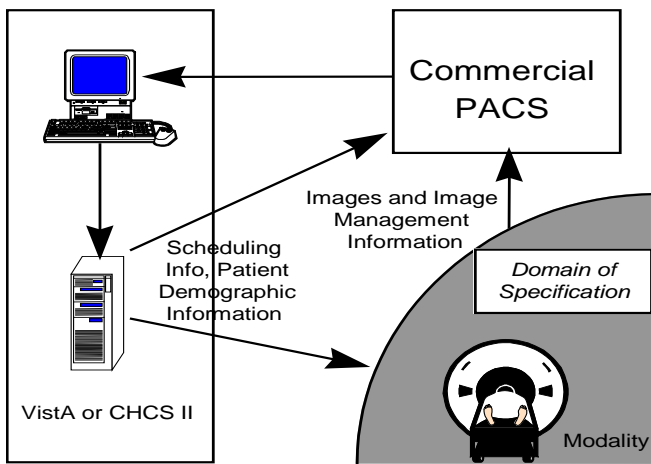 Commercial
PACS
Images and Image
Management
Information
Scheduling
Info, Patient
Demographic
Information
Domain of
Specification
VistA or CHCS II
Modality